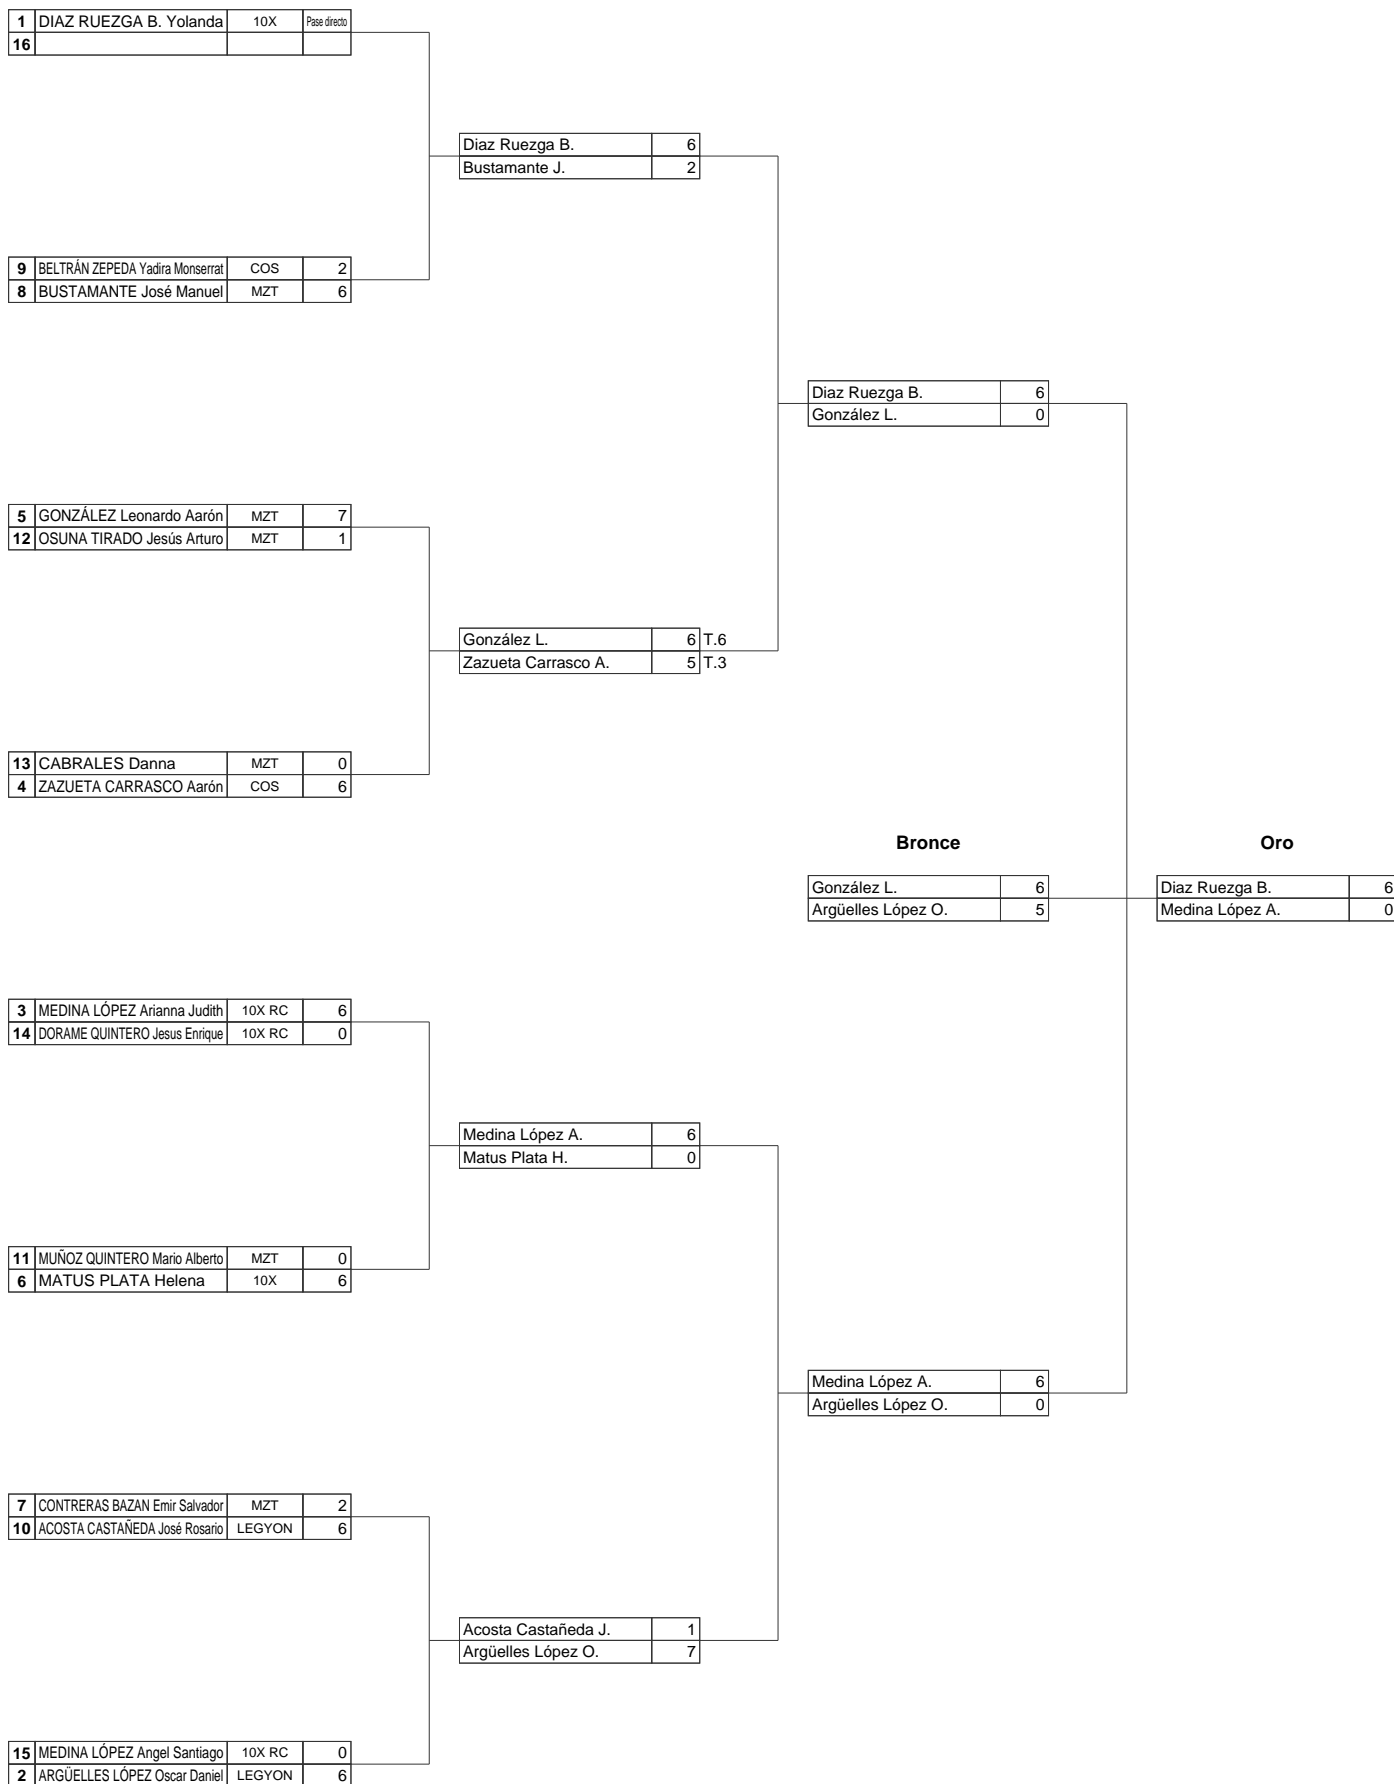 1 DIAZ RUEZGA B. Yolanda 10X Pase directo
16
Diaz Ruezga B. 6
Bustamante J. 2
9 BELTRÁN ZEPEDA Yadira Monserrat COS 2
8 BUSTAMANTE José Manuel MZT 6
Diaz Ruezga B. 6
González L. 0
5 GONZÁLEZ Leonardo Aarón MZT 7
12 OSUNA TIRADO Jesús Arturo MZT 1
González L. 6 T.6
Zazueta Carrasco A. 5 T.3
13 CABRALES Danna MZT 0
4 ZAZUETA CARRASCO Aarón COS 6
Bronce Oro
González L. 6 Diaz Ruezga B. 6
Argüelles López O. 5 Medina López A. 0
3 MEDINA LÓPEZ Arianna Judith 10X RC 6
14 DORAME QUINTERO Jesus Enrique 10X RC 0
Medina López A. 6
Matus Plata H. 0
11 MUÑOZ QUINTERO Mario Alberto MZT 0
6 MATUS PLATA Helena 10X 6
Medina López A. 6
Argüelles López O. 0
7 CONTRERAS BAZAN Emir Salvador MZT 2
10 ACOSTA CASTAÑEDA José Rosario LEGYON 6
Acosta Castañeda J. 1
Argüelles López O. 7
15 MEDINA LÓPEZ Angel Santiago 10X RC 0
2 ARGÜELLES LÓPEZ Oscar Daniel LEGYON 6